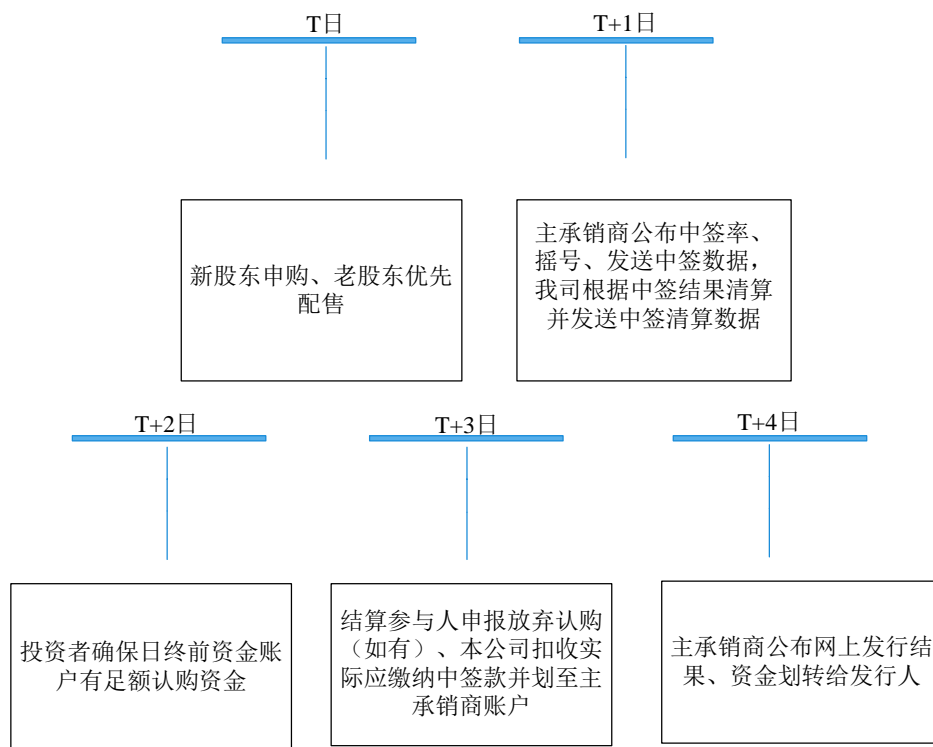 T日
T+1日
新股东申购、老股东优先
配售
主承销商公布中签率、
摇号、发送中签数据，
我司根据中签结果清算
并发送中签清算数据
T+2日
T+3日
T+4日
投资者确保日终前资金账
户有足额认购资金
结算参与人申报放弃认购
（如有）、本公司扣收实
际应缴纳中签款并划至主
承销商账户
主承销商公布网上发行结
果、资金划转给发行人